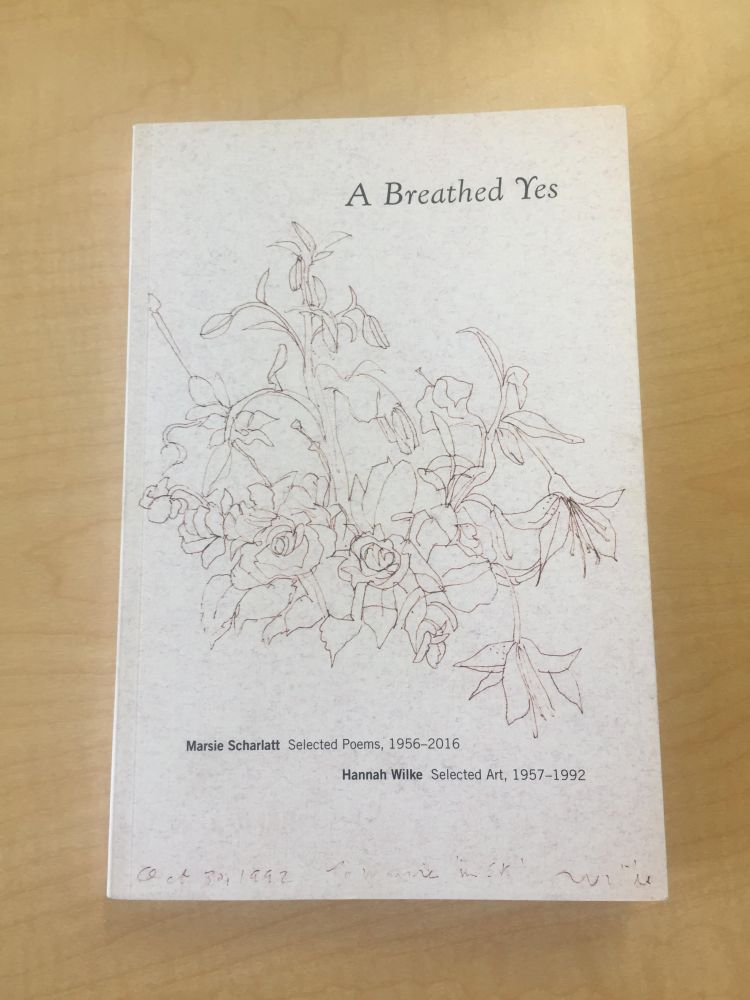 A Breathed Yes
Marsie Scharlatt Selected Poems, 1956–2016
Hannah Wilke Selected Art, 1957–1992
Oct 30, 1992